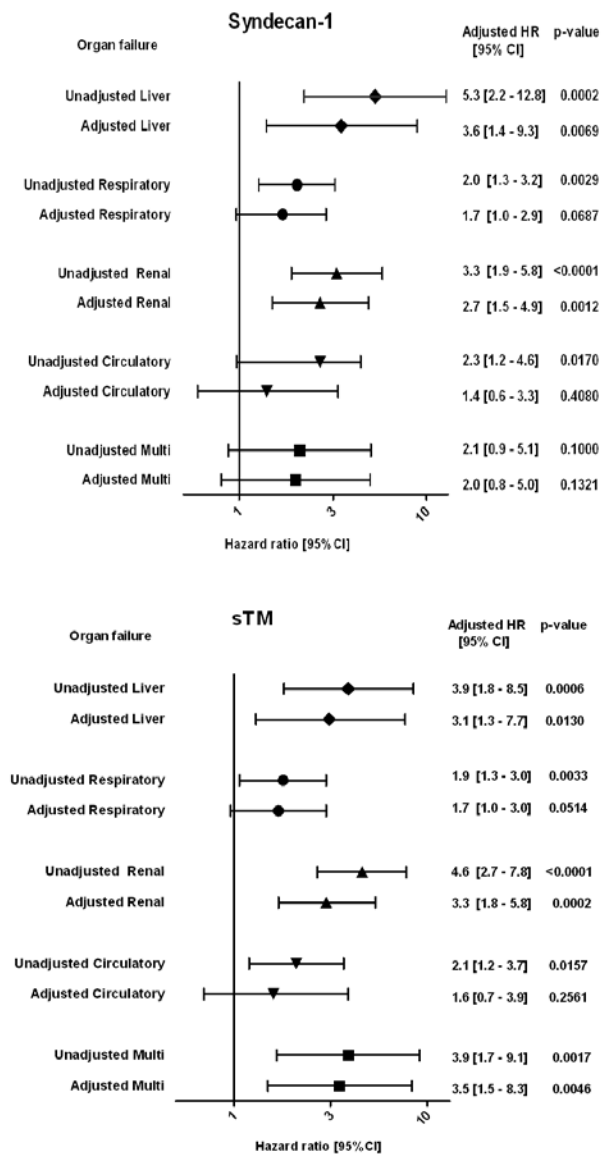 Syndecan-1
Organ failure Adjusted HR p-value
[95% CI]
Unadjusted Liver 5.3 [2.2 - 12.8] 0.0002
Adjusted Liver 3.6 [1.4 - 9.3] 0.0069
Unadjusted Respiratory 2.0 [1.3 - 3.2] 0.0029
Adjusted Respiratory 1.7 [1.0 - 2.9] 0.0687
Unadjusted Renal 3.3 [1.9 - 5.8] <0.0001
Adjusted Renal 2.7 [1.5 - 4.9] 0.0012
Unadjusted Circulatory 2.3 [1.2 - 4.6] 0.0170
Adjusted Circulatory 1.4 [0.6 - 3.3] 0.4080
Unadjusted Multi 2.1 [0.9 - 5.1] 0.1000
Adjusted Multi 2.0 [0.8 - 5.0] 0.1321
1 3 10
Hazard ratio [95% CI]
sTM
Organ failure Adjusted HR p-value
[95% CI]
Unadjusted Liver 3.9 [1.8 - 8.5] 0.0006
Adjusted Liver 3.1 [1.3 - 7.7] 0.0130
Unadjusted Respiratory 1.9 [1.3 - 3.0] 0.0033
Adjusted Respiratory 1.7 [1.0 - 3.0] 0.0514
Unadjusted Renal 4.6 [2.7 - 7.8] <0.0001
Adjusted Renal 3.3 [1.8 - 5.8] 0.0002
Unadjusted Circulatory 2.1 [1.2 - 3.7] 0.0157
Adjusted Circulatory 1.6 [0.7 - 3.9] 0.2561
Unadjusted Multi 3.9 [1.7 - 9.1] 0.0017
Adjusted Multi 3.5 [1.5 - 8.3] 0.0046
1 3 10
Hazard ratio [95% CI]